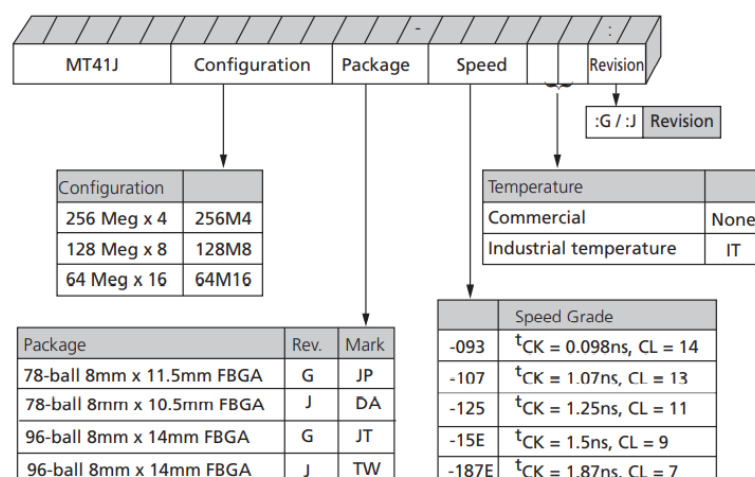 -
:
MT41J Configuration Package Speed Revision
:G / :J Revision
Configuration
256 Meg x 4 256M4
128 Meg x 8 128M8
64 Meg x 16 64M16
Temperature
Commercial None
Industrial temperature IT
Package Rev. Mark
78-ball 8mm x 11.5mm FBGA G JP
78-ball 8mm x 10.5mm FBGA J DA
96-ball 8mm x 14mm FBGA G JT
96-ball 8mm x 14mm FBGA J TW
Speed Grade
-093 tCK = 0.098ns, CL = 14
-107 tCK = 1.07ns, CL = 13
-125 tCK = 1.25ns, CL = 11
-15E tCK = 1.5ns, CL = 9
-187E tCK = 1.87ns, CL = 7